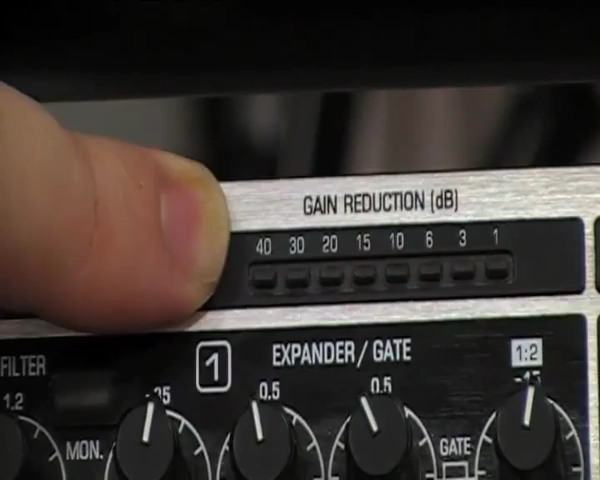 GAIN REDUCTION (dB)
40 30 20 15 10 6 3 1
FILTER
1
EXPANDER / GATE
1:2
1.2
0.5
0.5
MON.
GATE